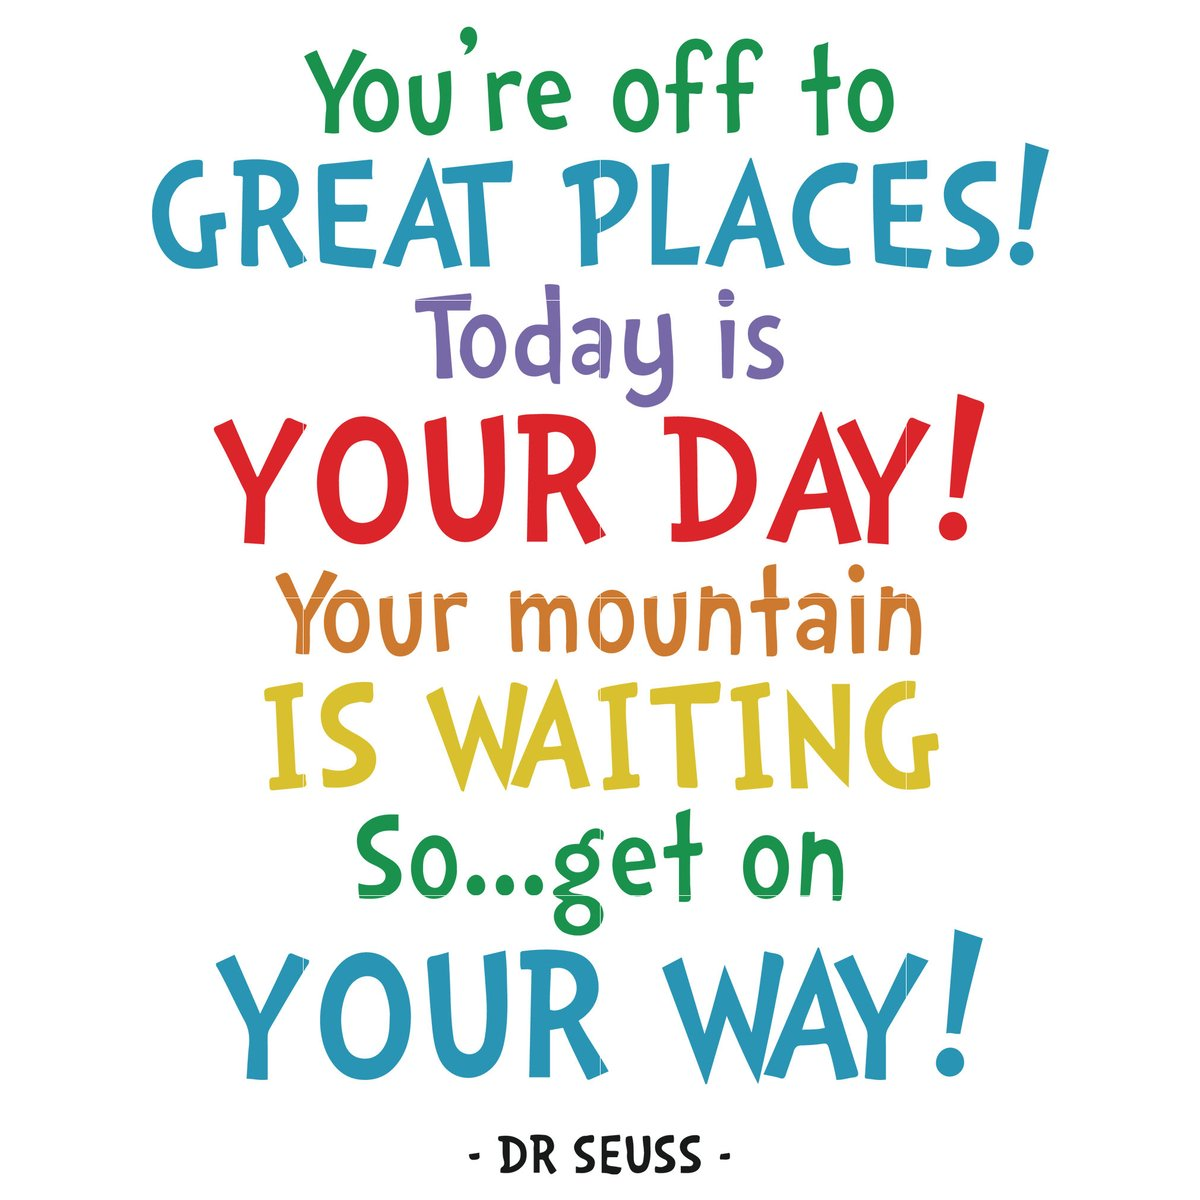 You're off to
GREAT PLACES!
Today is
YOUR DAY!
Your mountain
IS WAITING
So...get on
YOUR WAY!
- DR SEUSS -